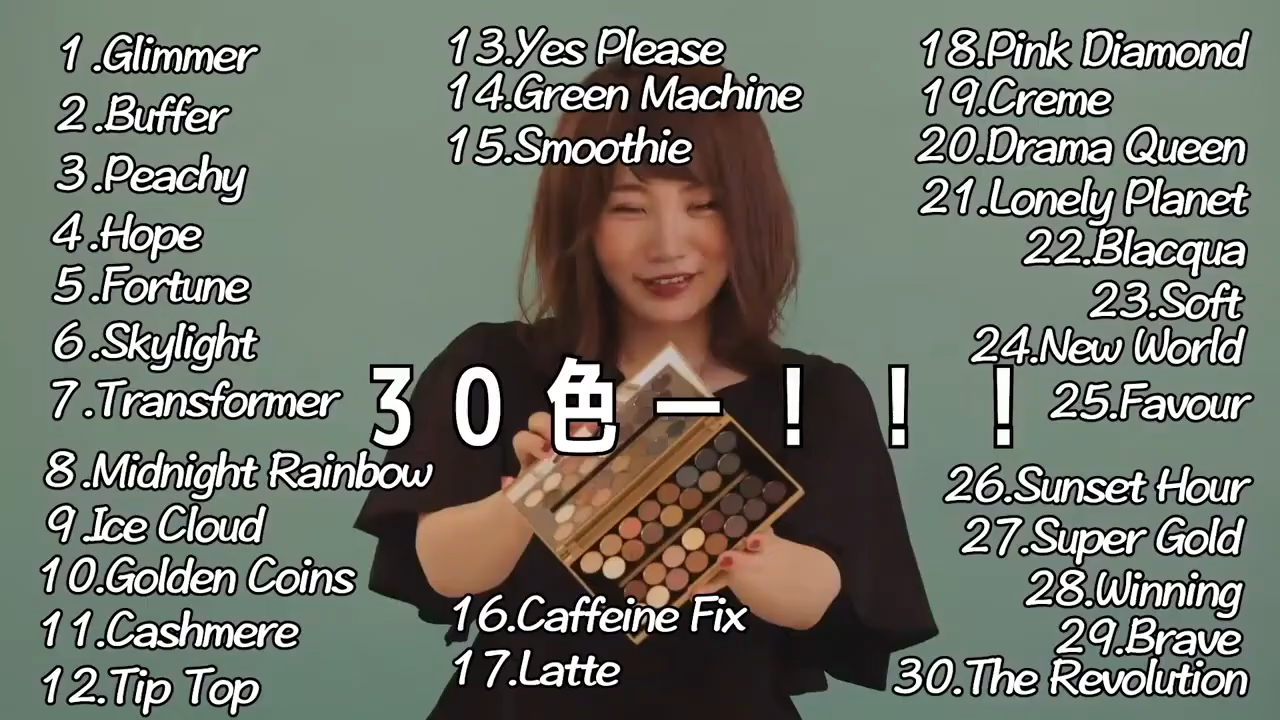 1.Glimmer
2.Buffer
3.Peachy
4.Hope
5.Fortune
6.Skylight
7.Transformer
8.Midnight Rainbow
9.Ice Cloud
10.Golden Coins
11.Cashmere
12.Tip Top
13.Yes Please
14.Green Machine
15.Smoothie
30色ー！！！
16.Caffeine Fix
17.Latte
18.Pink Diamond
19.Creme
20.Drama Queen
21.Lonely Planet
22.Blacqua
23.Soft
24.New World
25.Favour
26.Sunset Hour
27.Super Gold
28.Winning
29.Brave
30.The Revolution